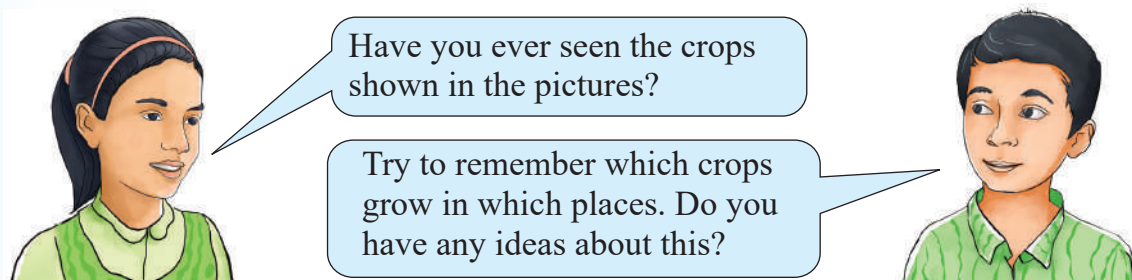 Have you ever seen the crops
shown in the pictures?
Try to remember which crops
grow in which places. Do you
have any ideas about this?